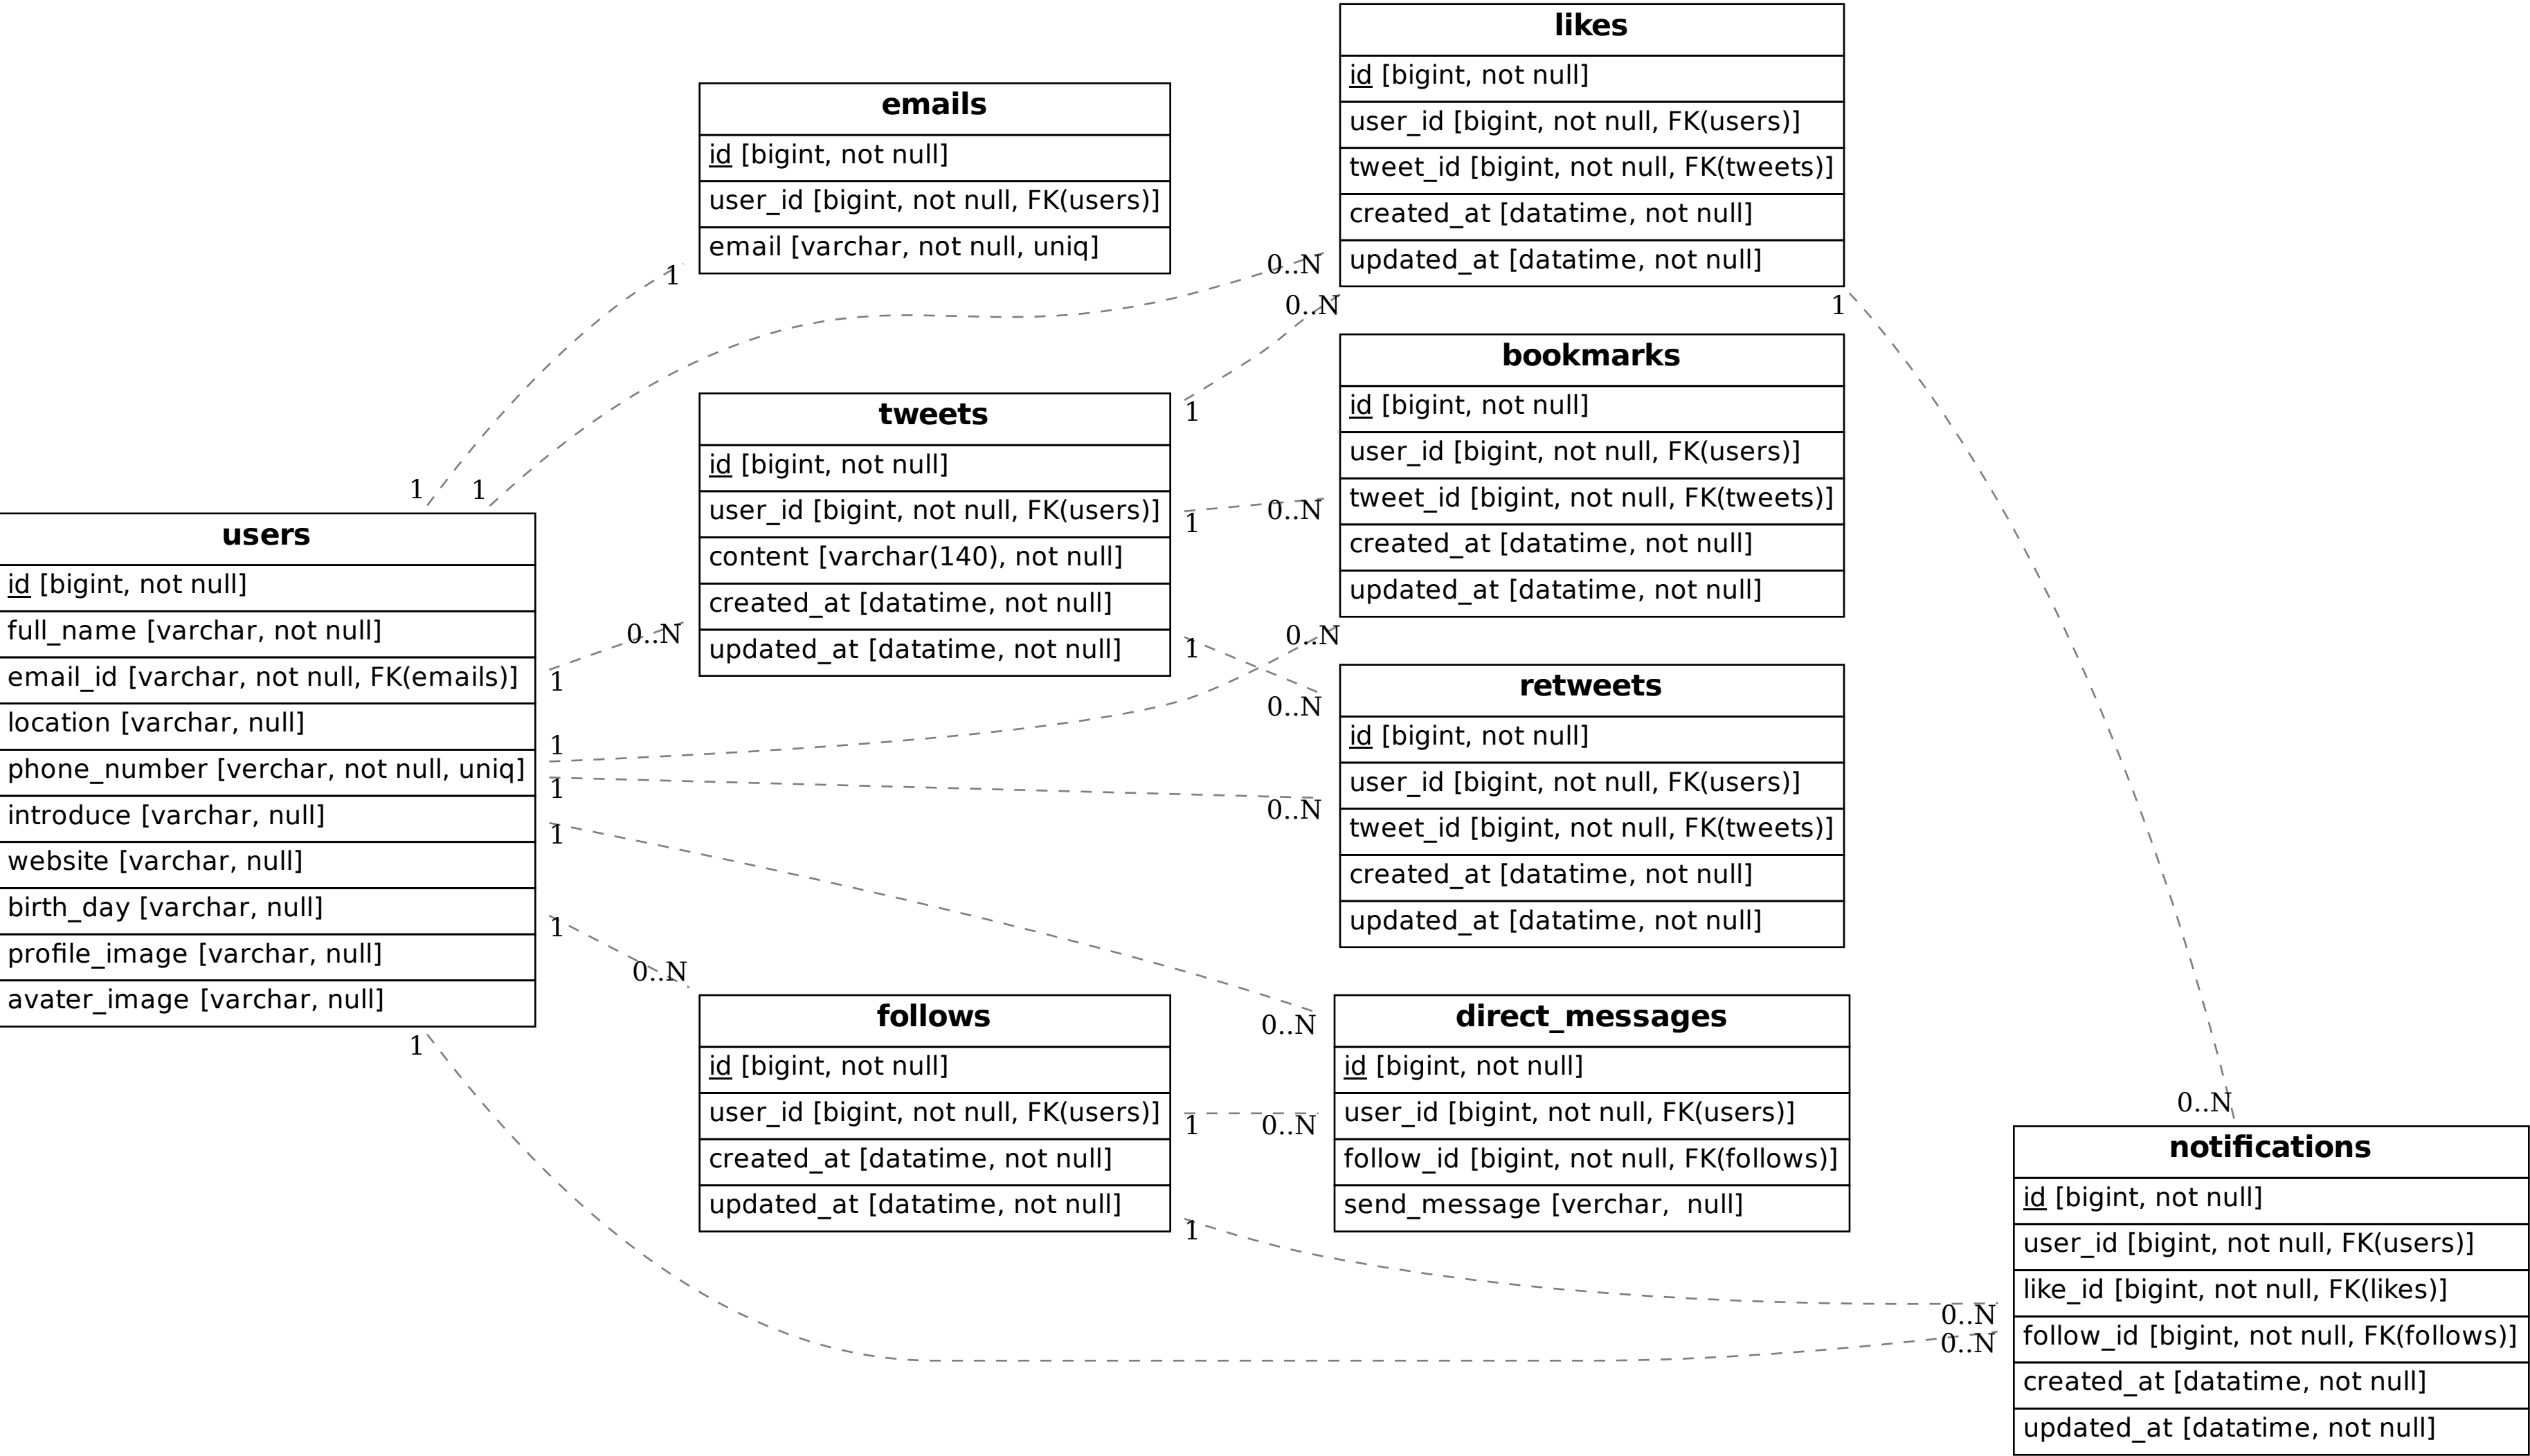 users
id [bigint, not null]
full_name [varchar, not null]
email_id [varchar, not null, FK(emails)]
location [varchar, null]
phone_number [verchar, not null, uniq]
introduce [varchar, null]
website [varchar, null]
birth_day [varchar, null]
profile_image [varchar, null]
avater_image [varchar, null]
1
1
1
1
1
1
1
1
emails
id [bigint, not null]
user_id [bigint, not null, FK(users)]
email [varchar, not null, uniq]
1
tweets
id [bigint, not null]
user_id [bigint, not null, FK(users)]
content [varchar(140), not null]
created_at [datatime, not null]
updated_at [datatime, not null]
0..N
1
1
1
follows
id [bigint, not null]
user_id [bigint, not null, FK(users)]
created_at [datatime, not null]
updated_at [datatime, not null]
0..N
1
1
likes
id [bigint, not null]
user_id [bigint, not null, FK(users)]
tweet_id [bigint, not null, FK(tweets)]
created_at [datatime, not null]
updated_at [datatime, not null]
0..N
0..N
1
bookmarks
id [bigint, not null]
user_id [bigint, not null, FK(users)]
tweet_id [bigint, not null, FK(tweets)]
created_at [datatime, not null]
updated_at [datatime, not null]
0..N
0..N
retweets
id [bigint, not null]
user_id [bigint, not null, FK(users)]
tweet_id [bigint, not null, FK(tweets)]
created_at [datatime, not null]
updated_at [datatime, not null]
0..N
0..N
direct_messages
id [bigint, not null]
user_id [bigint, not null, FK(users)]
follow_id [bigint, not null, FK(follows)]
send_message [verchar,  null]
0..N
0..N
notifications
id [bigint, not null]
user_id [bigint, not null, FK(users)]
like_id [bigint, not null, FK(likes)]
follow_id [bigint, not null, FK(follows)]
created_at [datatime, not null]
updated_at [datatime, not null]
0..N
0..N
0..N